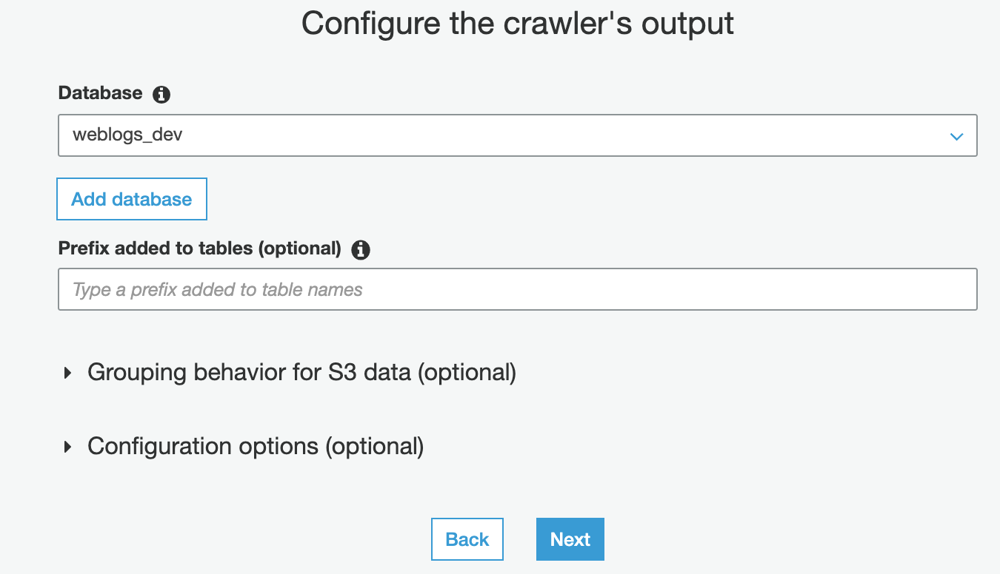 Configure the crawler's output
Database
weblogs_dev
Add database
Prefix added to tables (optional)
Type a prefix added to table names
Grouping behavior for S3 data (optional)
Configuration options (optional)
Back
Next